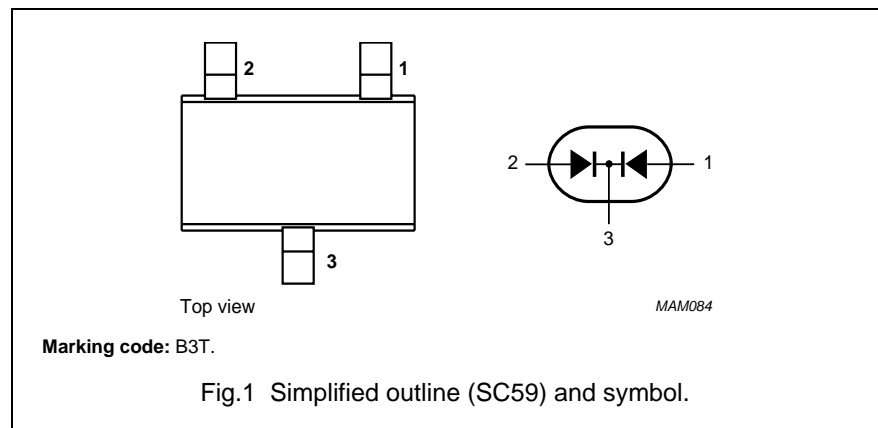 2
1
3
2
1
3
Top view
MAM084
Marking code: B3T.
Fig.1 Simplified outline (SC59) and symbol.